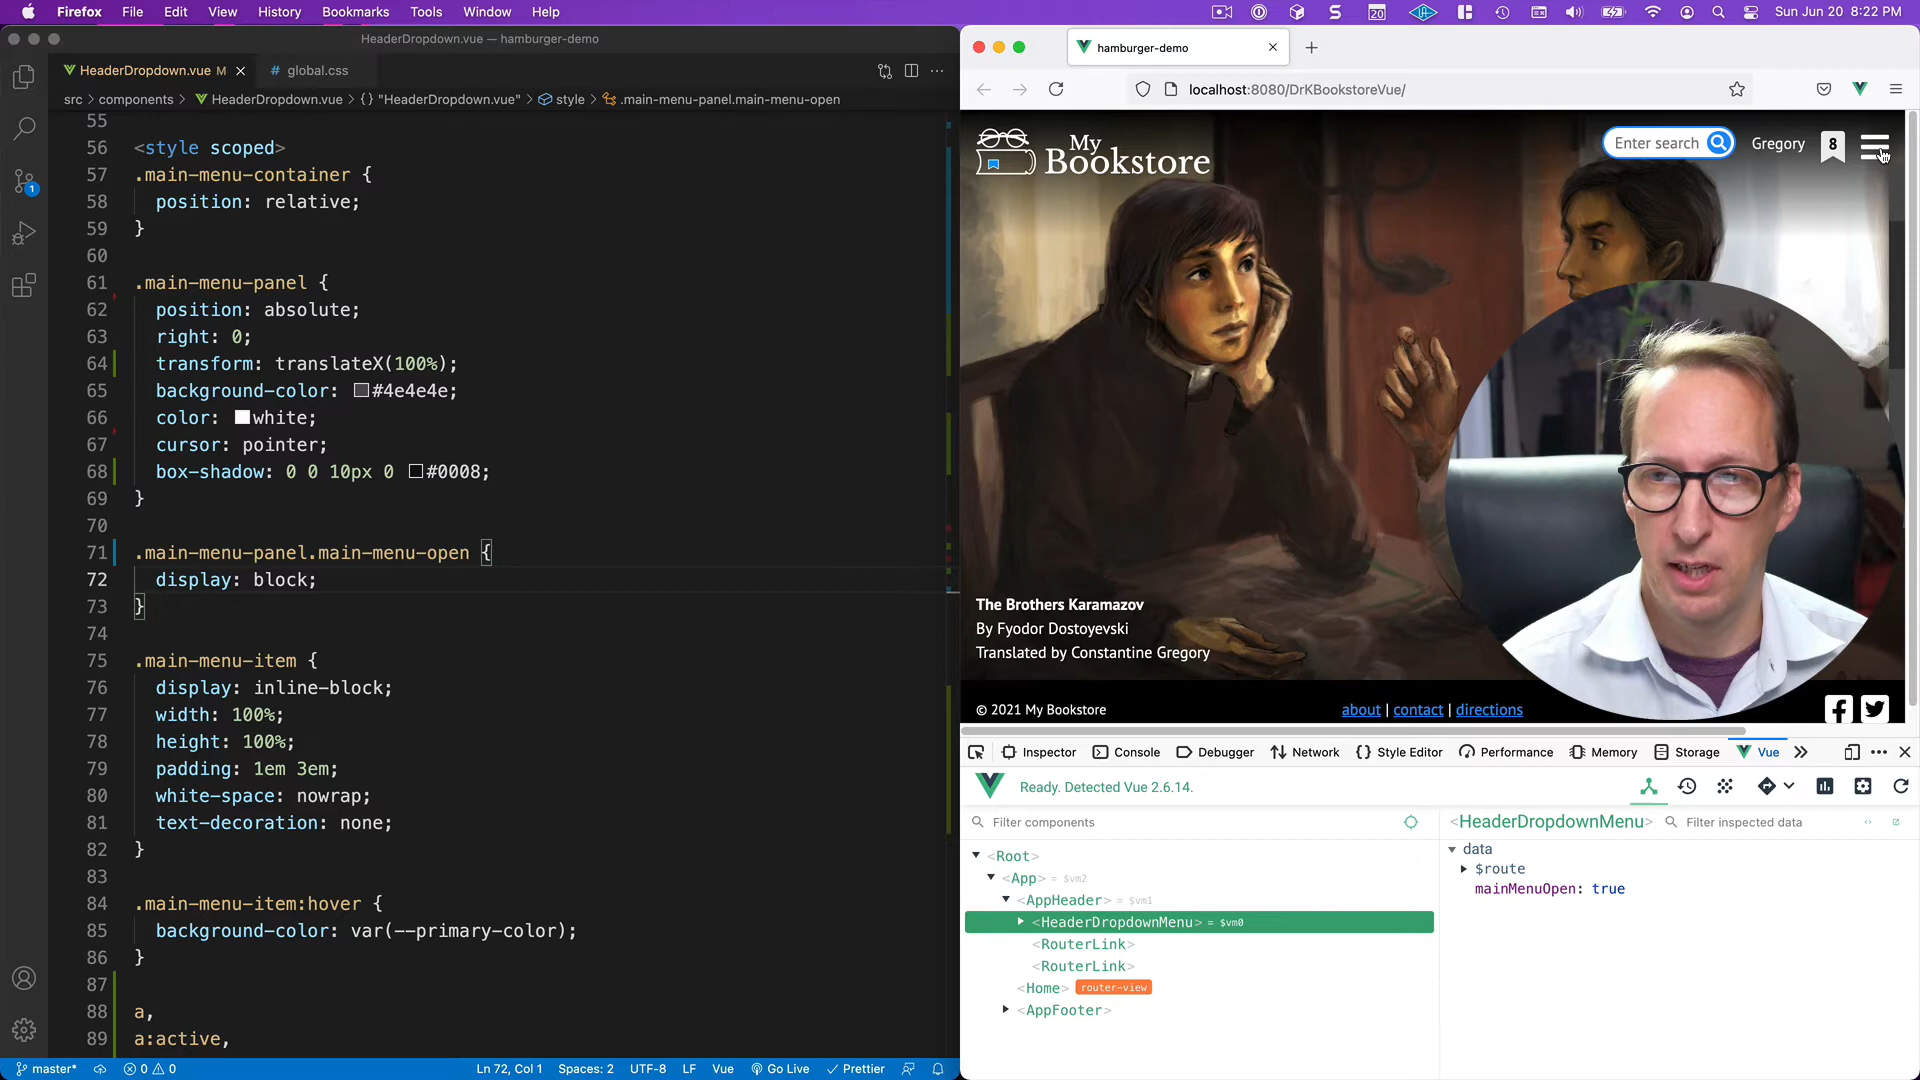 Firefox File Edit View History Bookmarks Tools Window Help
20
Sun Jun 20 8:22 PM
HeaderDropdown.vue — hamburger-demo
HeaderDropdown.vue M
# global.css
src > components > HeaderDropdown.vue > {} "HeaderDropdown.vue" > style > .main-menu-panel.main-menu-open
55
56 <style scoped>
57 .main-menu-container {
58 position: relative;
59 }
60
61 .main-menu-panel {
62 position: absolute;
63 right: 0;
64 transform: translateX(100%);
65 background-color: #4e4e4e;
66 color: white;
67 cursor: pointer;
68 box-shadow: 0 0 10px 0 #0008;
69 }
70
71 .main-menu-panel.main-menu-open {
72 display: block;
73 }
74
75 .main-menu-item {
76 display: inline-block;
77 width: 100%;
78 height: 100%;
79 padding: 1em 3em;
80 white-space: nowrap;
81 text-decoration: none;
82 }
83
84 .main-menu-item:hover {
85 background-color: var(--primary-color);
86 }
87
88 a,
89 a:active,
1
master* 0 0
Ln 72, Col 1 Spaces: 2 UTF-8 LF Vue Go Live Prettier
hamburger-demo
localhost:8080/DrKBookstoreVue/
My
Bookstore
Enter search
Gregory
8
The Brothers Karamazov
By Fyodor Dostoyevski
Translated by Constantine Gregory
© 2021 My Bookstore
about | contact | directions
Inspector Console Debugger Network Style Editor Performance Memory Storage Vue
Ready. Detected Vue 2.6.14.
Filter components
<Root>
<App> = $vm2
<AppHeader> = $vm1
<HeaderDropdownMenu> = $vm0
<RouterLink>
<RouterLink>
<Home> router-view
<AppFooter>
<HeaderDropdownMenu>
Filter inspected data
data
$route
mainMenuOpen: true